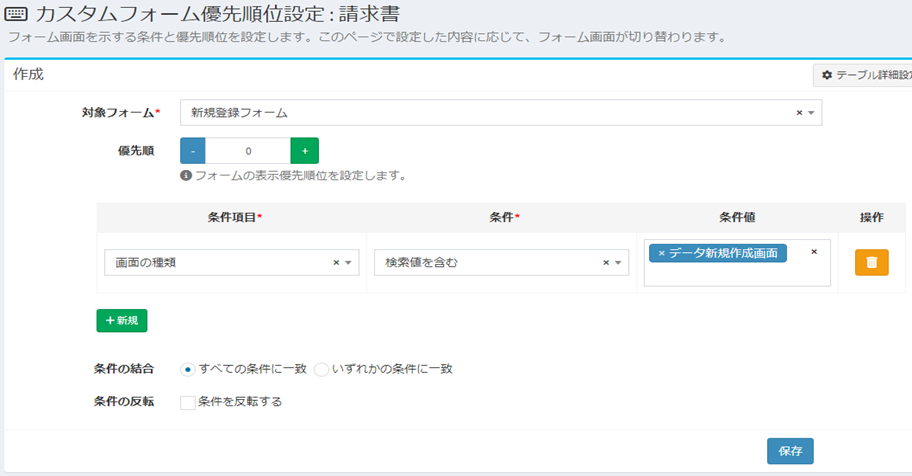 カスタムフォーム優先順位設定 : 請求書
フォーム画面を示する条件と優先順位を設定します。このページで設定した内容に応じて、フォーム画面が切り替わります。
作成
テーブル詳細設定
対象フォーム*
新規登録フォーム
× 
優先順
- 0 +
フォームの表示優先順位を設定します。
条件項目* 条件* 条件値 操作
画面の種類 × 検索値を含む × × データ新規作成画面 ×
+新規
条件の結合 すべての条件に一致 いずれかの条件に一致
条件の反転 条件を反転する
保存